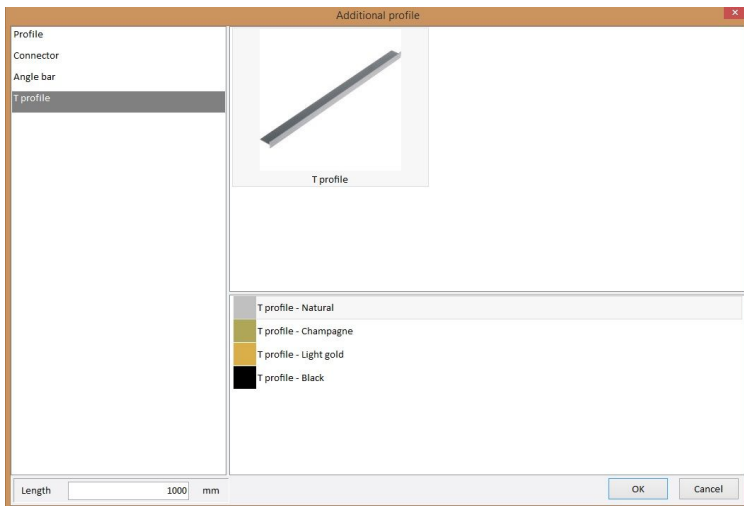 Additional profile
Profile
Connector
Angle bar
T profile
T profile
T profile - Natural
T profile - Champagne
T profile - Light gold
T profile - Black
Length 1000 mm
OK Cancel